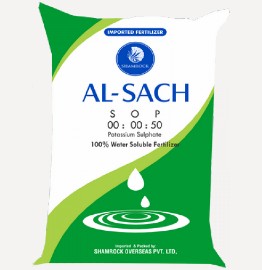 IMPORTED FERTILIZER
SHAMROCK
AL-SACH
S O P
00 : 00 : 50
Potassium Sulphate
100% Water Soluble Fertilizer
Imported & Packed by
SHAMROCK OVERSEAS PVT. LTD.